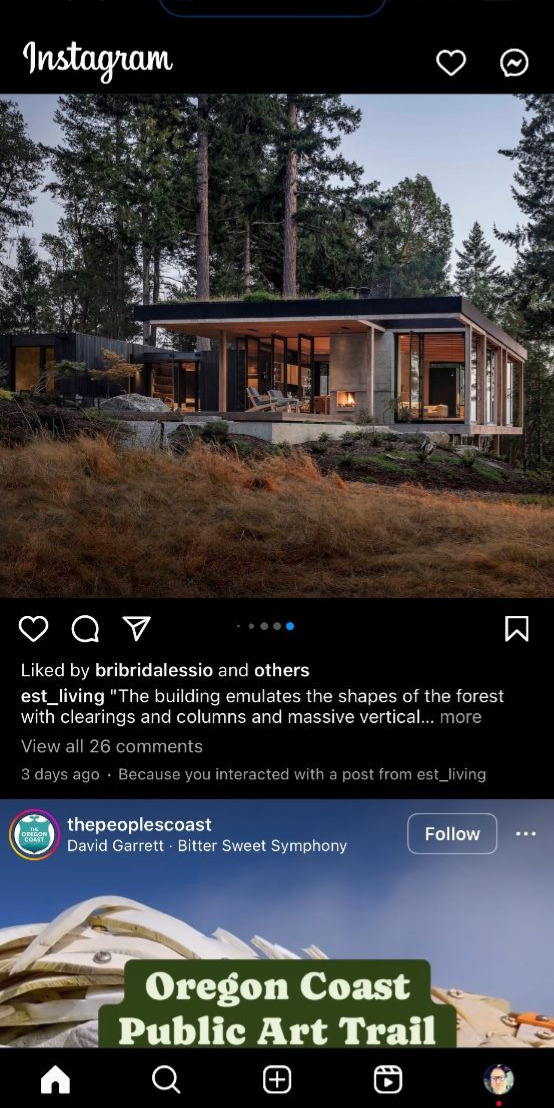 Instagram
Liked by bribridalessio and others
est_living "The building emulates the shapes of the forest
with clearings and columns and massive vertical... more
View all 26 comments
3 days ago · Because you interacted with a post from est_living
THE
OREGON
COAST
thepeoplescoast
David Garrett · Bitter Sweet Symphony
Follow
Oregon Coast
Public Art Trail